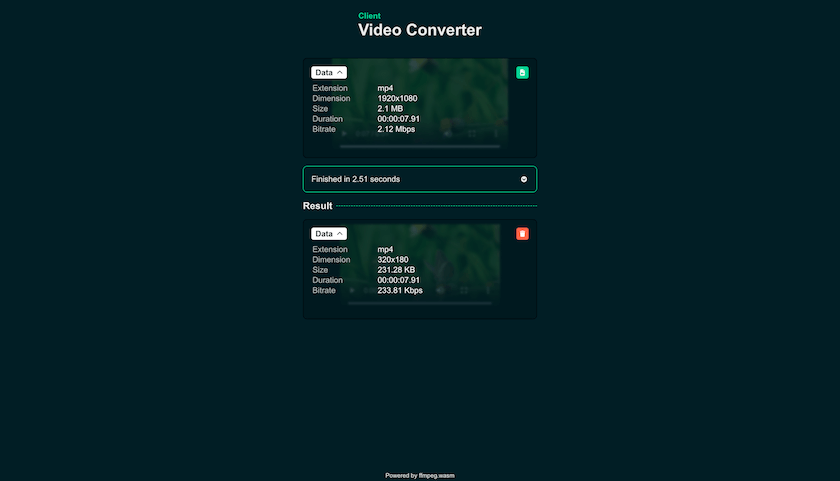 Client
Video Converter
Data
Extension mp4
Dimension 1920x1080
Size 2.1 MB
Duration 00:00:07.91
Bitrate 2.12 Mbps
Finished in 2.51 seconds
Result
Data
Extension mp4
Dimension 320x180
Size 231.28 KB
Duration 00:00:07.91
Bitrate 233.81 Kbps
Powered by ffmpeg.wasm